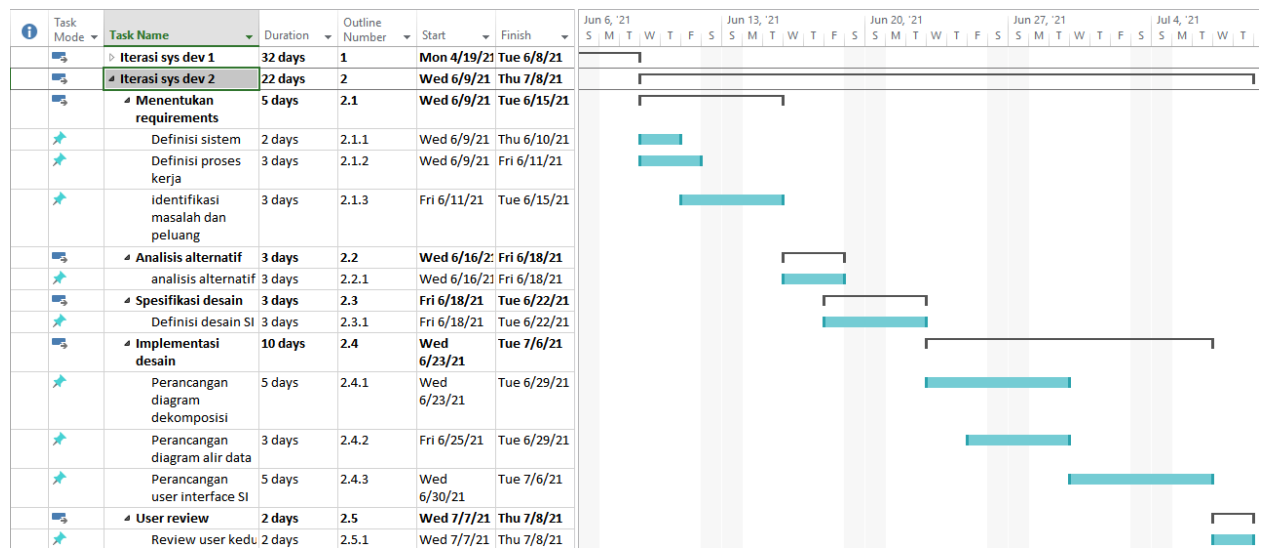 Jun 6, '21 Jun 13, '21 Jun 20, '21 Jun 27, '21 Jul 4, '21
Task Mode Task Name Duration Outline Number Start Finish
S M T W T F S S M T W T F S S M T W T F S S M T W T F S S M T W T
Iterasi sys dev 1 32 days 1 Mon 4/19/21 Tue 6/8/21
Iterasi sys dev 2 22 days 2 Wed 6/9/21 Thu 7/8/21
Menentukan 5 days 2.1 Wed 6/9/21 Tue 6/15/21
requirements
Definisi sistem 2 days 2.1.1 Wed 6/9/21 Thu 6/10/21
Definisi proses 3 days 2.1.2 Wed 6/9/21 Fri 6/11/21
kerja
identifikasi 3 days 2.1.3 Fri 6/11/21 Tue 6/15/21
masalah dan
peluang
Analisis alternatif 3 days 2.2 Wed 6/16/21 Fri 6/18/21
analisis alternatif 3 days 2.2.1 Wed 6/16/21 Fri 6/18/21
Spesifikasi desain 3 days 2.3 Fri 6/18/21 Tue 6/22/21
Definisi desain SI 3 days 2.3.1 Fri 6/18/21 Tue 6/22/21
Implementasi 10 days 2.4 Wed Tue 7/6/21
desain 6/23/21
Perancangan 5 days 2.4.1 Wed Tue 6/29/21
diagram 6/23/21
dekomposisi
Perancangan 3 days 2.4.2 Fri 6/25/21 Tue 6/29/21
diagram alir data
Perancangan 5 days 2.4.3 Wed Tue 7/6/21
user interface SI 6/30/21
User review 2 days 2.5 Wed 7/7/21 Thu 7/8/21
Review user kedu 2 days 2.5.1 Wed 7/7/21 Thu 7/8/21